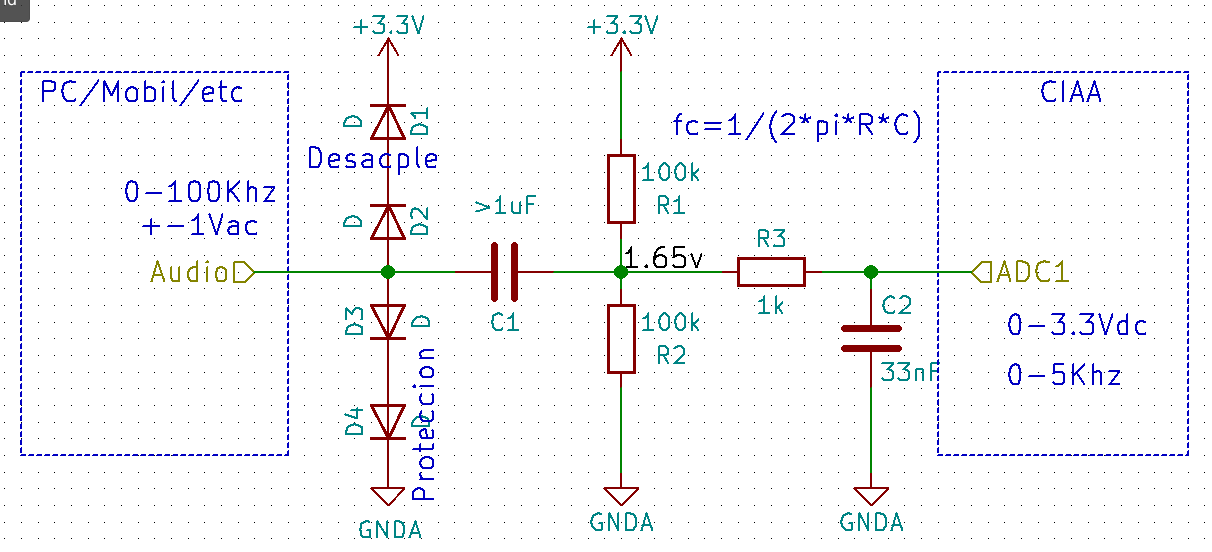 +3.3V
+3.3V
PC/Mobil/etc
CIAA
D
D1
fc=1/(2*pi*R*C)
Desacple
100k
R1
0-100Khz
+-1Vac
D
D2
>1uF
1.65v
R3
Audio
ADC1
D3
D
C1
100k
R2
1k
C2
0-3.3Vdc
33nF
0-5Khz
D4
D
Proteccion
GNDA
GNDA
GNDA